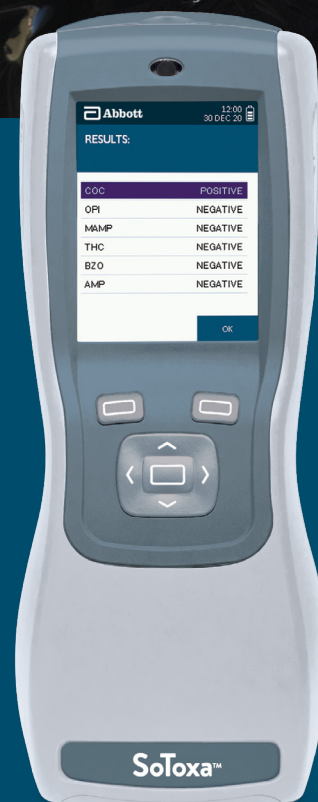 Abbott 12:00
30 DEC 20
RESULTS:
COC POSITIVE
OPI NEGATIVE
MAMP NEGATIVE
THC NEGATIVE
BZO NEGATIVE
AMP NEGATIVE
OK
SoToxa™